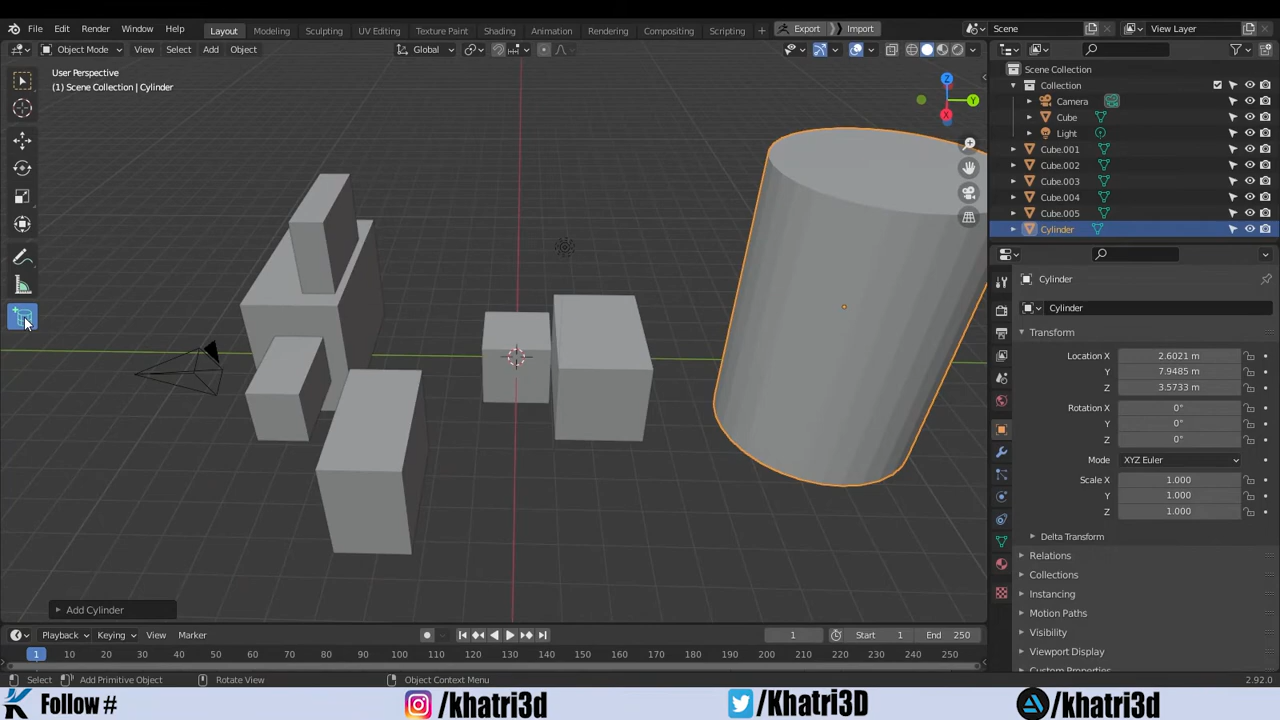 File Edit Render Window Help Layout Modeling Sculpting UV Editing Texture Paint Shading Animation Rendering Compositing Scripting + Export Import Scene View Layer
Object Mode View Select Add Object Global
User Perspective
(1) Scene Collection | Cylinder
Z
Y
X
Scene Collection
Collection
Camera
Cube
Light
Cube.001
Cube.002
Cube.003
Cube.004
Cube.005
Cylinder
Cylinder
Cylinder
Transform
Location X 2.6021 m
Y 7.9485 m
Z 3.5733 m
Rotation X 0°
Y 0°
Z 0°
Mode XYZ Euler
Scale X 1.000
Y 1.000
Z 1.000
Delta Transform
Relations
Collections
Instancing
Motion Paths
Visibility
Viewport Display
Custom Properties
Add Cylinder
Playback Keying View Marker 1 Start 1 End 250
1 10 20 30 40 50 60 70 80 90 100 110 120 130 140 150 160 170 180 190 200 210 220 230 240 250
Select Add Primitive Object Rotate View Object Context Menu 2.92.0
Follow # /khatri3d /Khatri3D /khatri3d